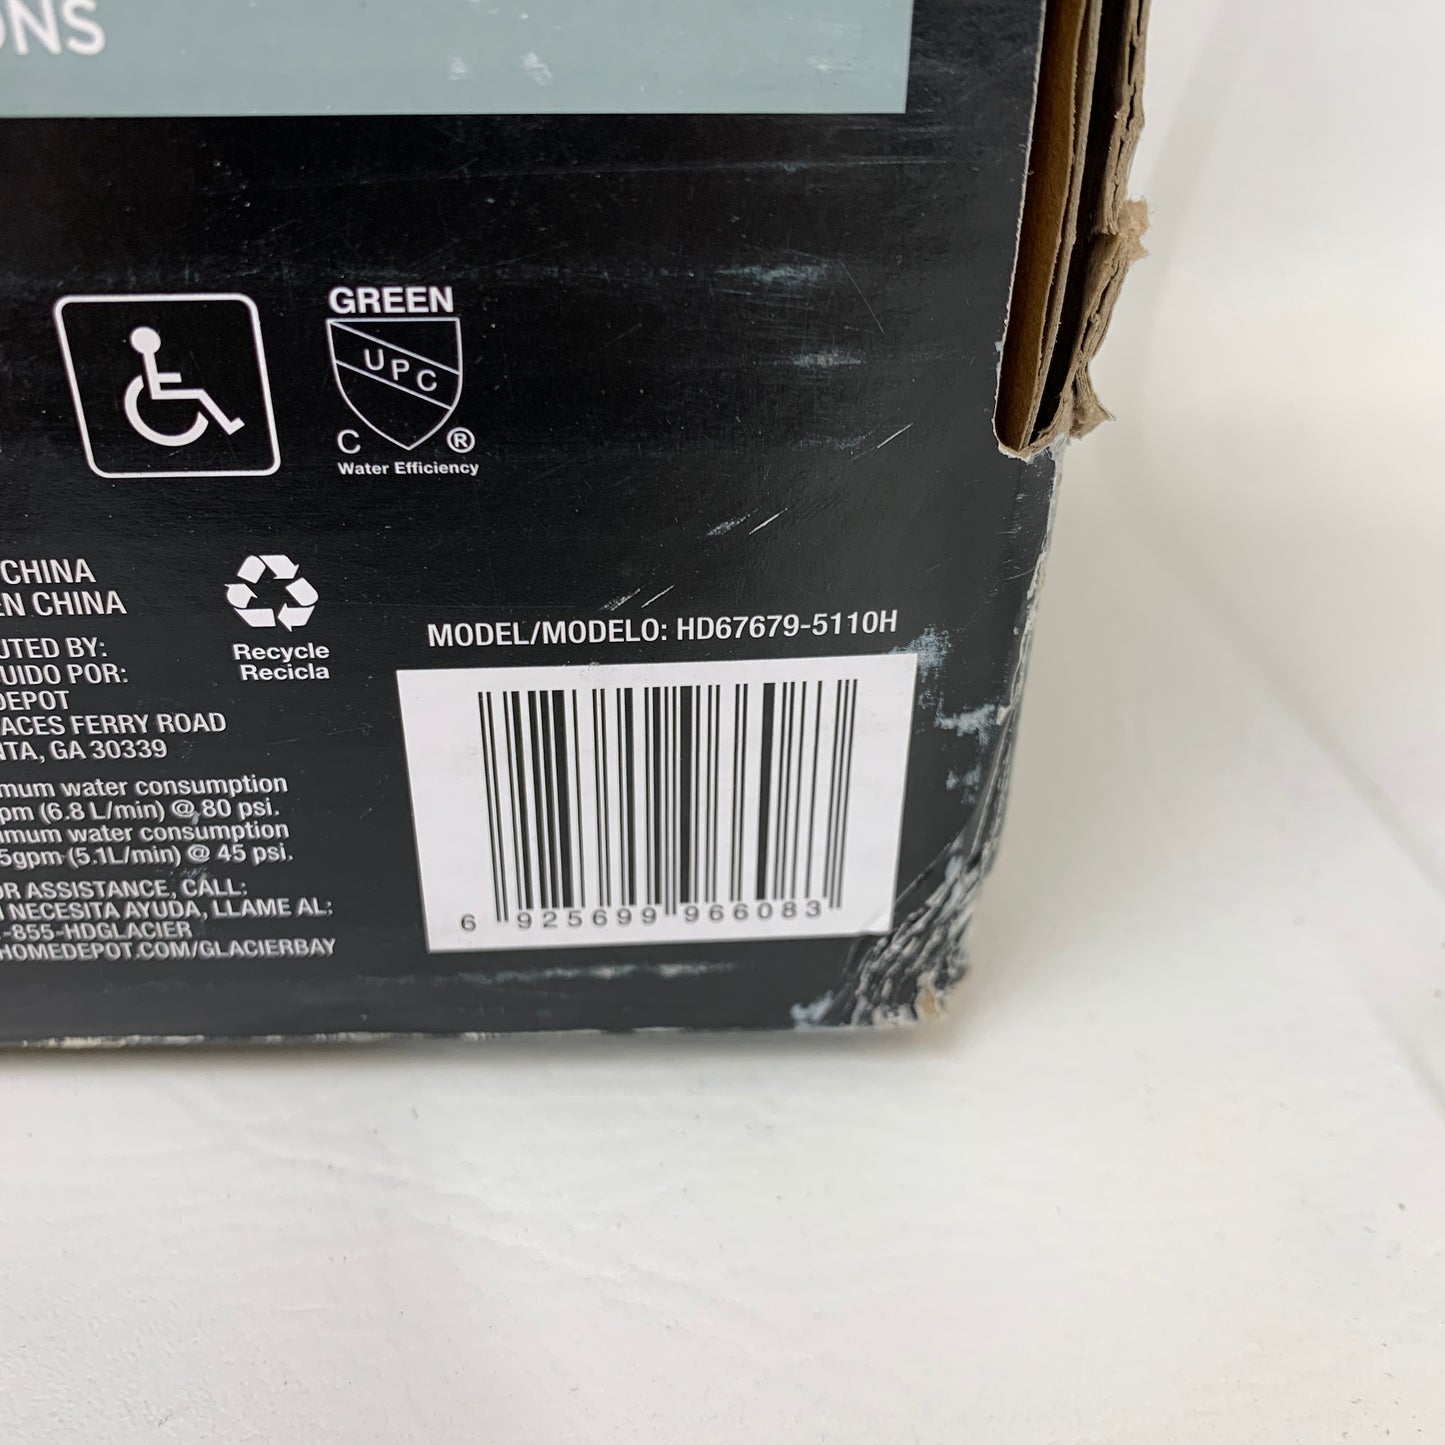 ONS
GREEN
UPC
C ®
Water Efficiency
CHINA
EN CHINA
UTED BY:
UIDO POR:
DEPOT
ACES FERRY ROAD
NTA, GA 30339
Recycle
Recicla
mum water consumption
pm (6.8 L/min) @ 80 psi.
mum water consumption
5gpm (5.1L/min) @ 45 psi.
OR ASSISTANCE, CALL:
NECESITA AYUDA, LLAME AL:
-855-HDGLACIER
HOMEDEPOT.COM/GLACIERBAY
MODEL/MODELO: HD67679-5110H
6 925699 966083